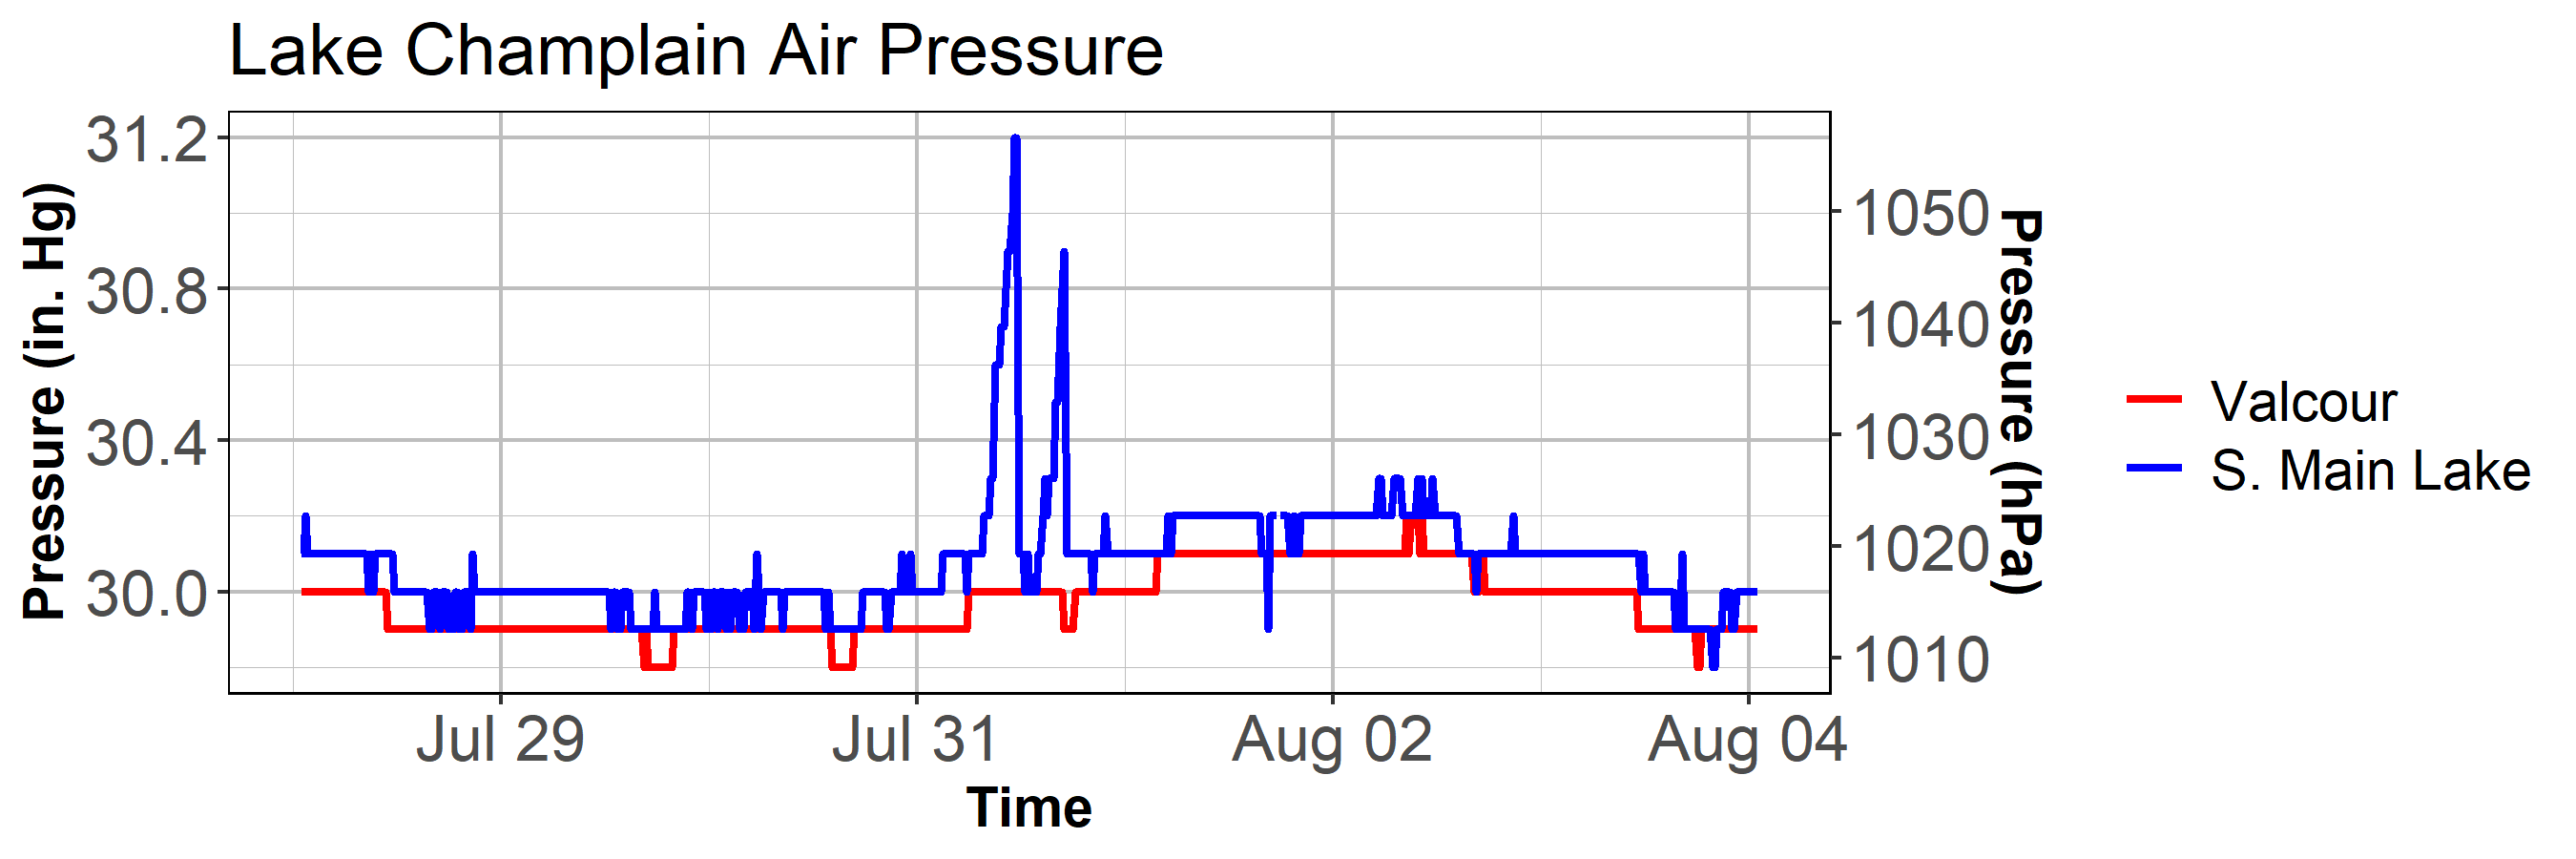 Lake Champlain Air Pressure
Pressure (in. Hg)
31.2
30.8
30.4
30.0
1050
1040
1030
1020
1010
Pressure (hPa)
Valcour
S. Main Lake
Jul 29
Jul 31
Aug 02
Aug 04
Time